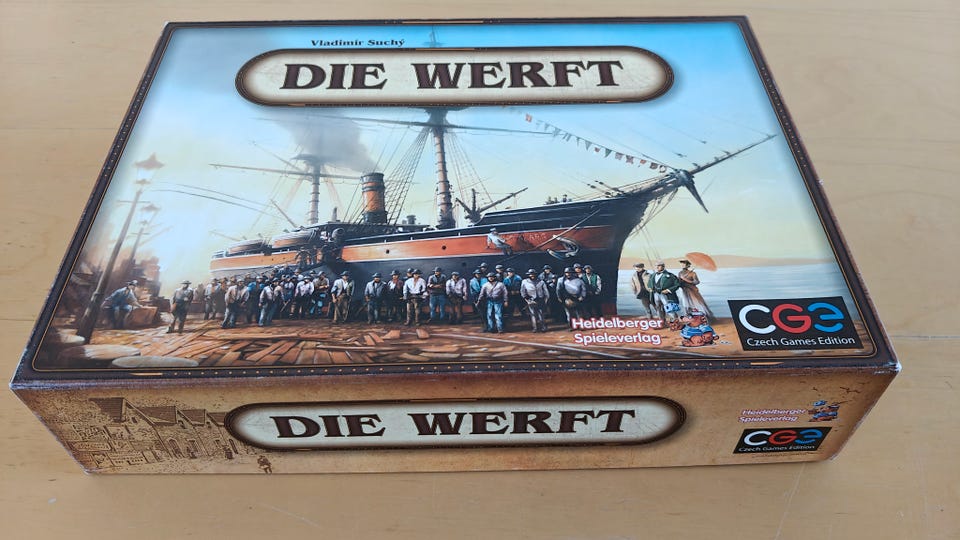 Vladimír Suchý
DIE WERFT
Heidelberger
Spieleverlag
CGE
Czech Games Edition
DIE WERFT
Heidelberger
Spieleverlag
CGE
Czech Games Edition